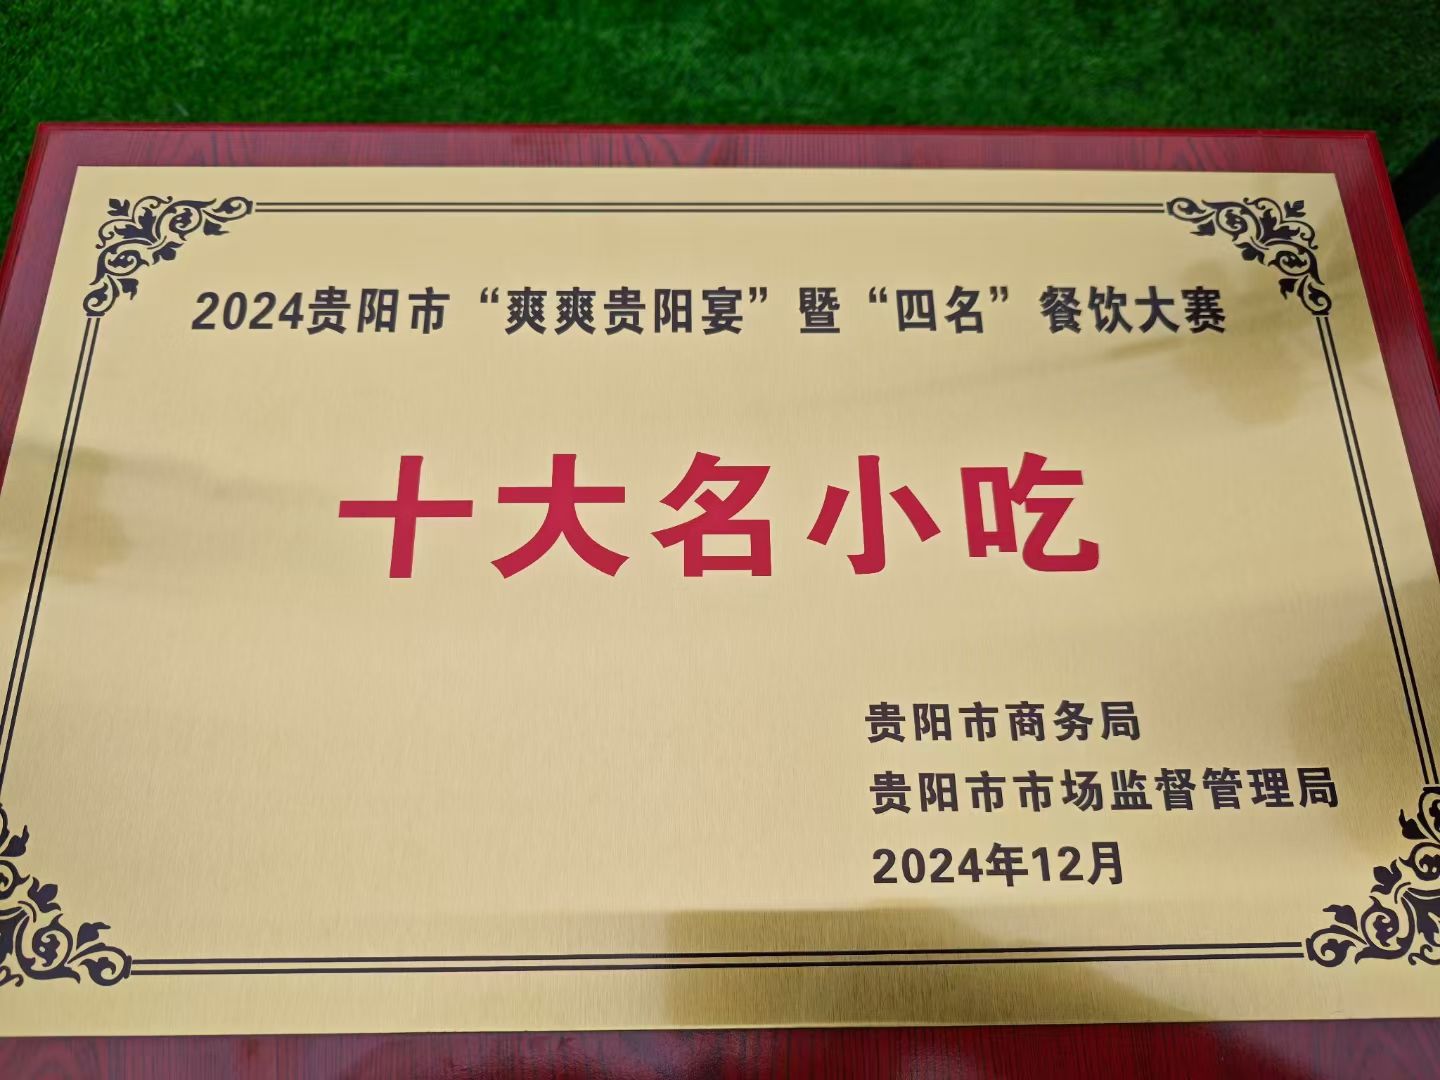 2024贵阳市“爽爽贵阳宴”暨“四名”餐饮大赛
十大名小吃
贵阳市商务局
贵阳市市场监督管理局
2024年12月